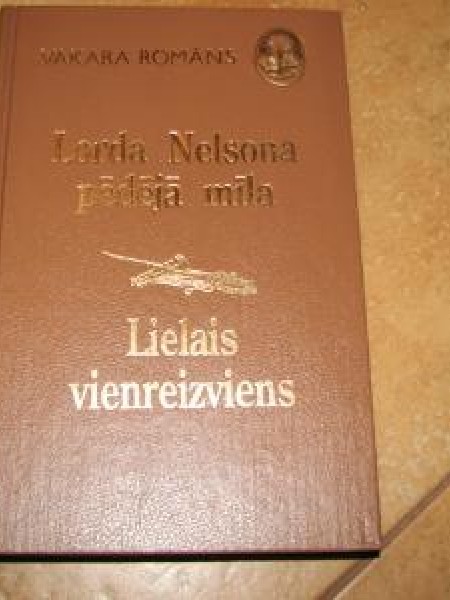 VAKARA ROMĀNS
Lorda Nelsona
pēdējā mīla
Lielais
vienreizviens